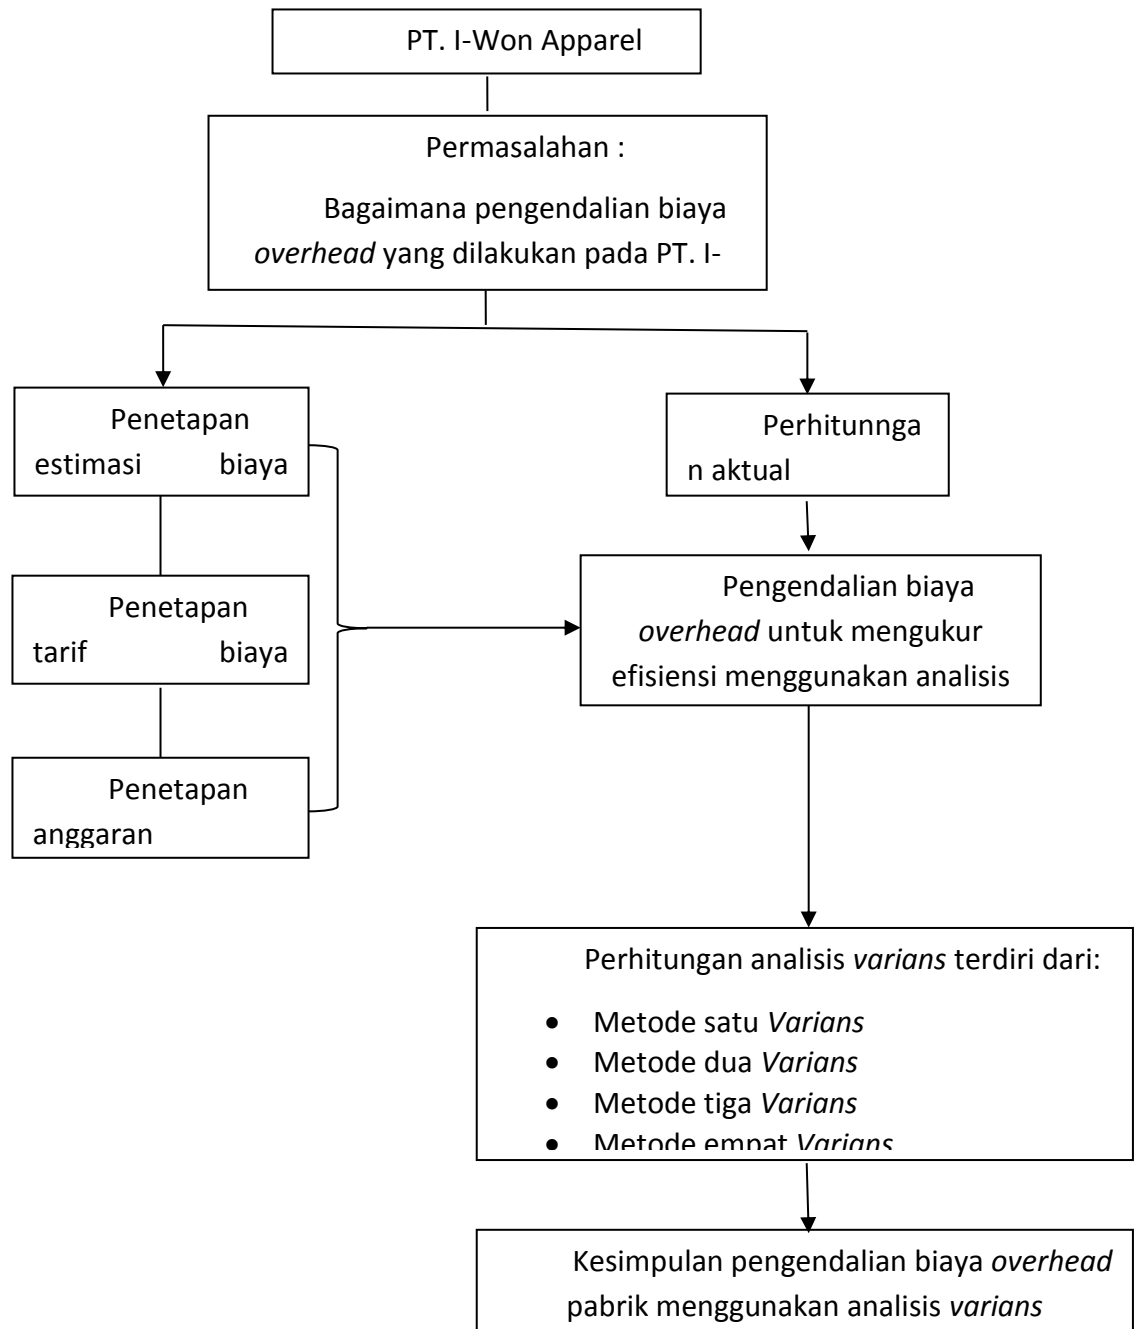 PT. I-Won Apparel
Permasalahan :
Bagaimana pengendalian biaya
overhead yang dilakukan pada PT. I-
Penetapan
estimasi biaya
Perhitunnga
n aktual
Penetapan
tarif biaya
Pengendalian biaya
overhead untuk mengukur
efisiensi menggunakan analisis
Penetapan
anggaran
Perhitungan analisis varians terdiri dari:
• Metode satu Varians
• Metode dua Varians
• Metode tiga Varians
• Metode empat Varians
Kesimpulan pengendalian biaya overhead
pabrik menggunakan analisis varians